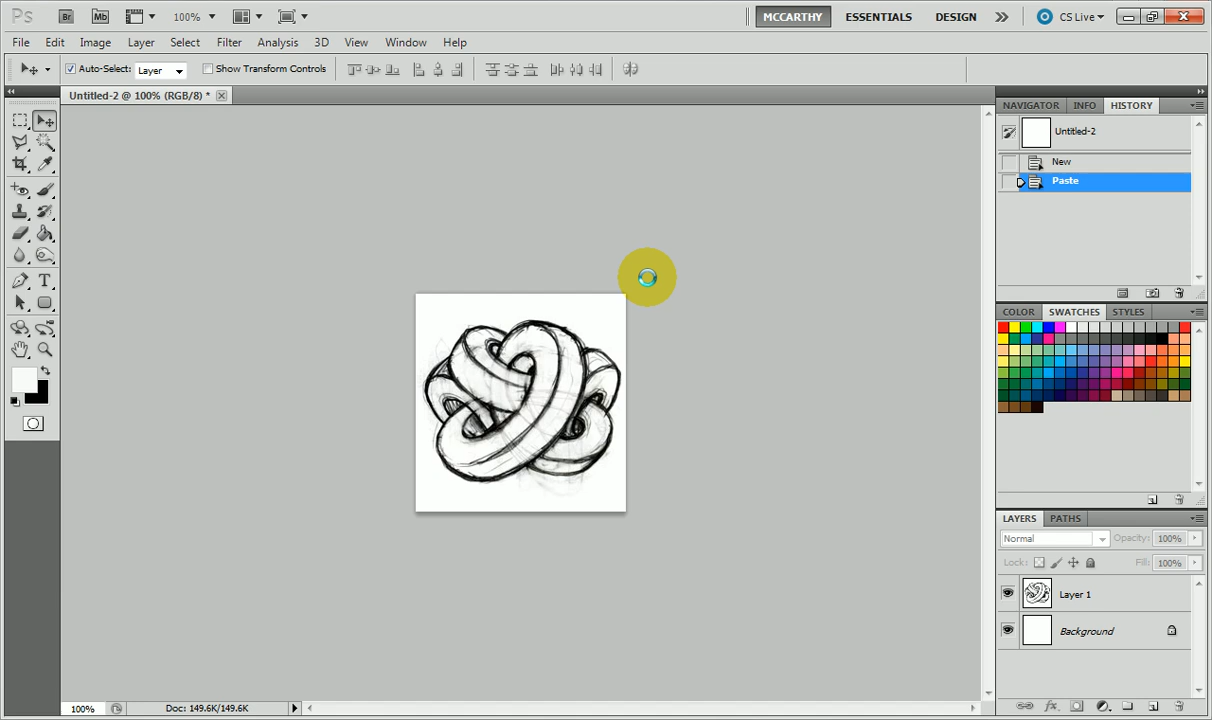 Ps Br Mb 100% MCCARTHY ESSENTIALS DESIGN CS Live
File Edit Image Layer Select Filter Analysis 3D View Window Help
Auto-Select: Layer Show Transform Controls
Untitled-2 @ 100% (RGB/8) *
NAVIGATOR INFO HISTORY
Untitled-2
New
Paste
COLOR SWATCHES STYLES
T
LAYERS PATHS
Normal Opacity: 100%
Lock: Fill: 100%
Layer 1
Background
100% Doc: 149.6K/149.6K
fx